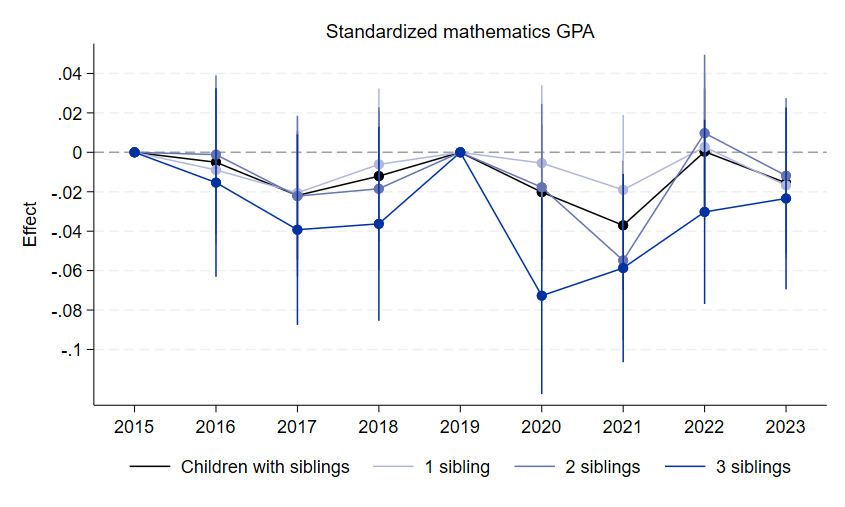 Standardized mathematics GPA
.04
.02
0
-.02
-.04
-.06
-.08
-.1
Effect
2015 2016 2017 2018 2019 2020 2021 2022 2023
Children with siblings 1 sibling 2 siblings 3 siblings